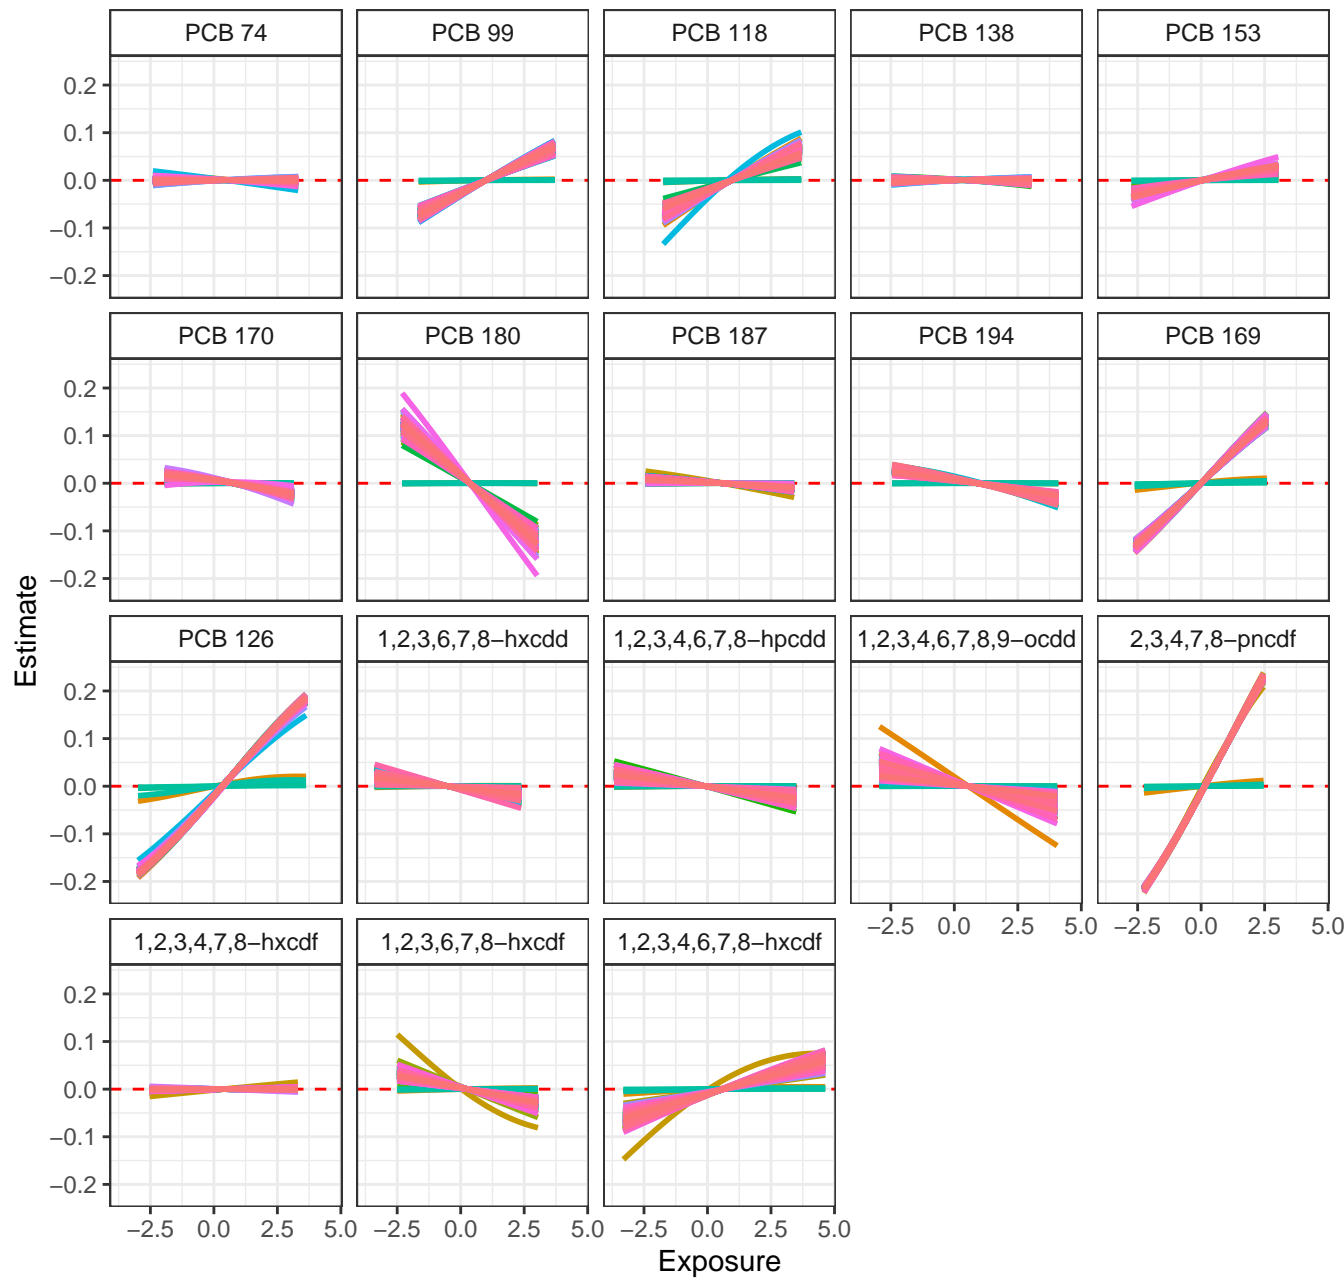 PCB 74 PCB 99 PCB 118 PCB 138 PCB 153
0.2
0.1
0.0
−0.1
−0.2
PCB 170 PCB 180 PCB 187 PCB 194 PCB 169
0.2
0.1
0.0
−0.1
−0.2
Estimate
PCB 126 1,2,3,6,7,8−hxcdd 1,2,3,4,6,7,8−hpcdd 1,2,3,4,6,7,8,9−ocdd 2,3,4,7,8−pncdf
0.2
0.1
0.0
−0.1
−0.2
−2.5 0.0 2.5 5.0 −2.5 0.0 2.5 5.0
1,2,3,4,7,8−hxcdf 1,2,3,6,7,8−hxcdf 1,2,3,4,6,7,8−hxcdf
0.2
0.1
0.0
−0.1
−0.2
−2.5 0.0 2.5 5.0 −2.5 0.0 2.5 5.0 −2.5 0.0 2.5 5.0
Exposure